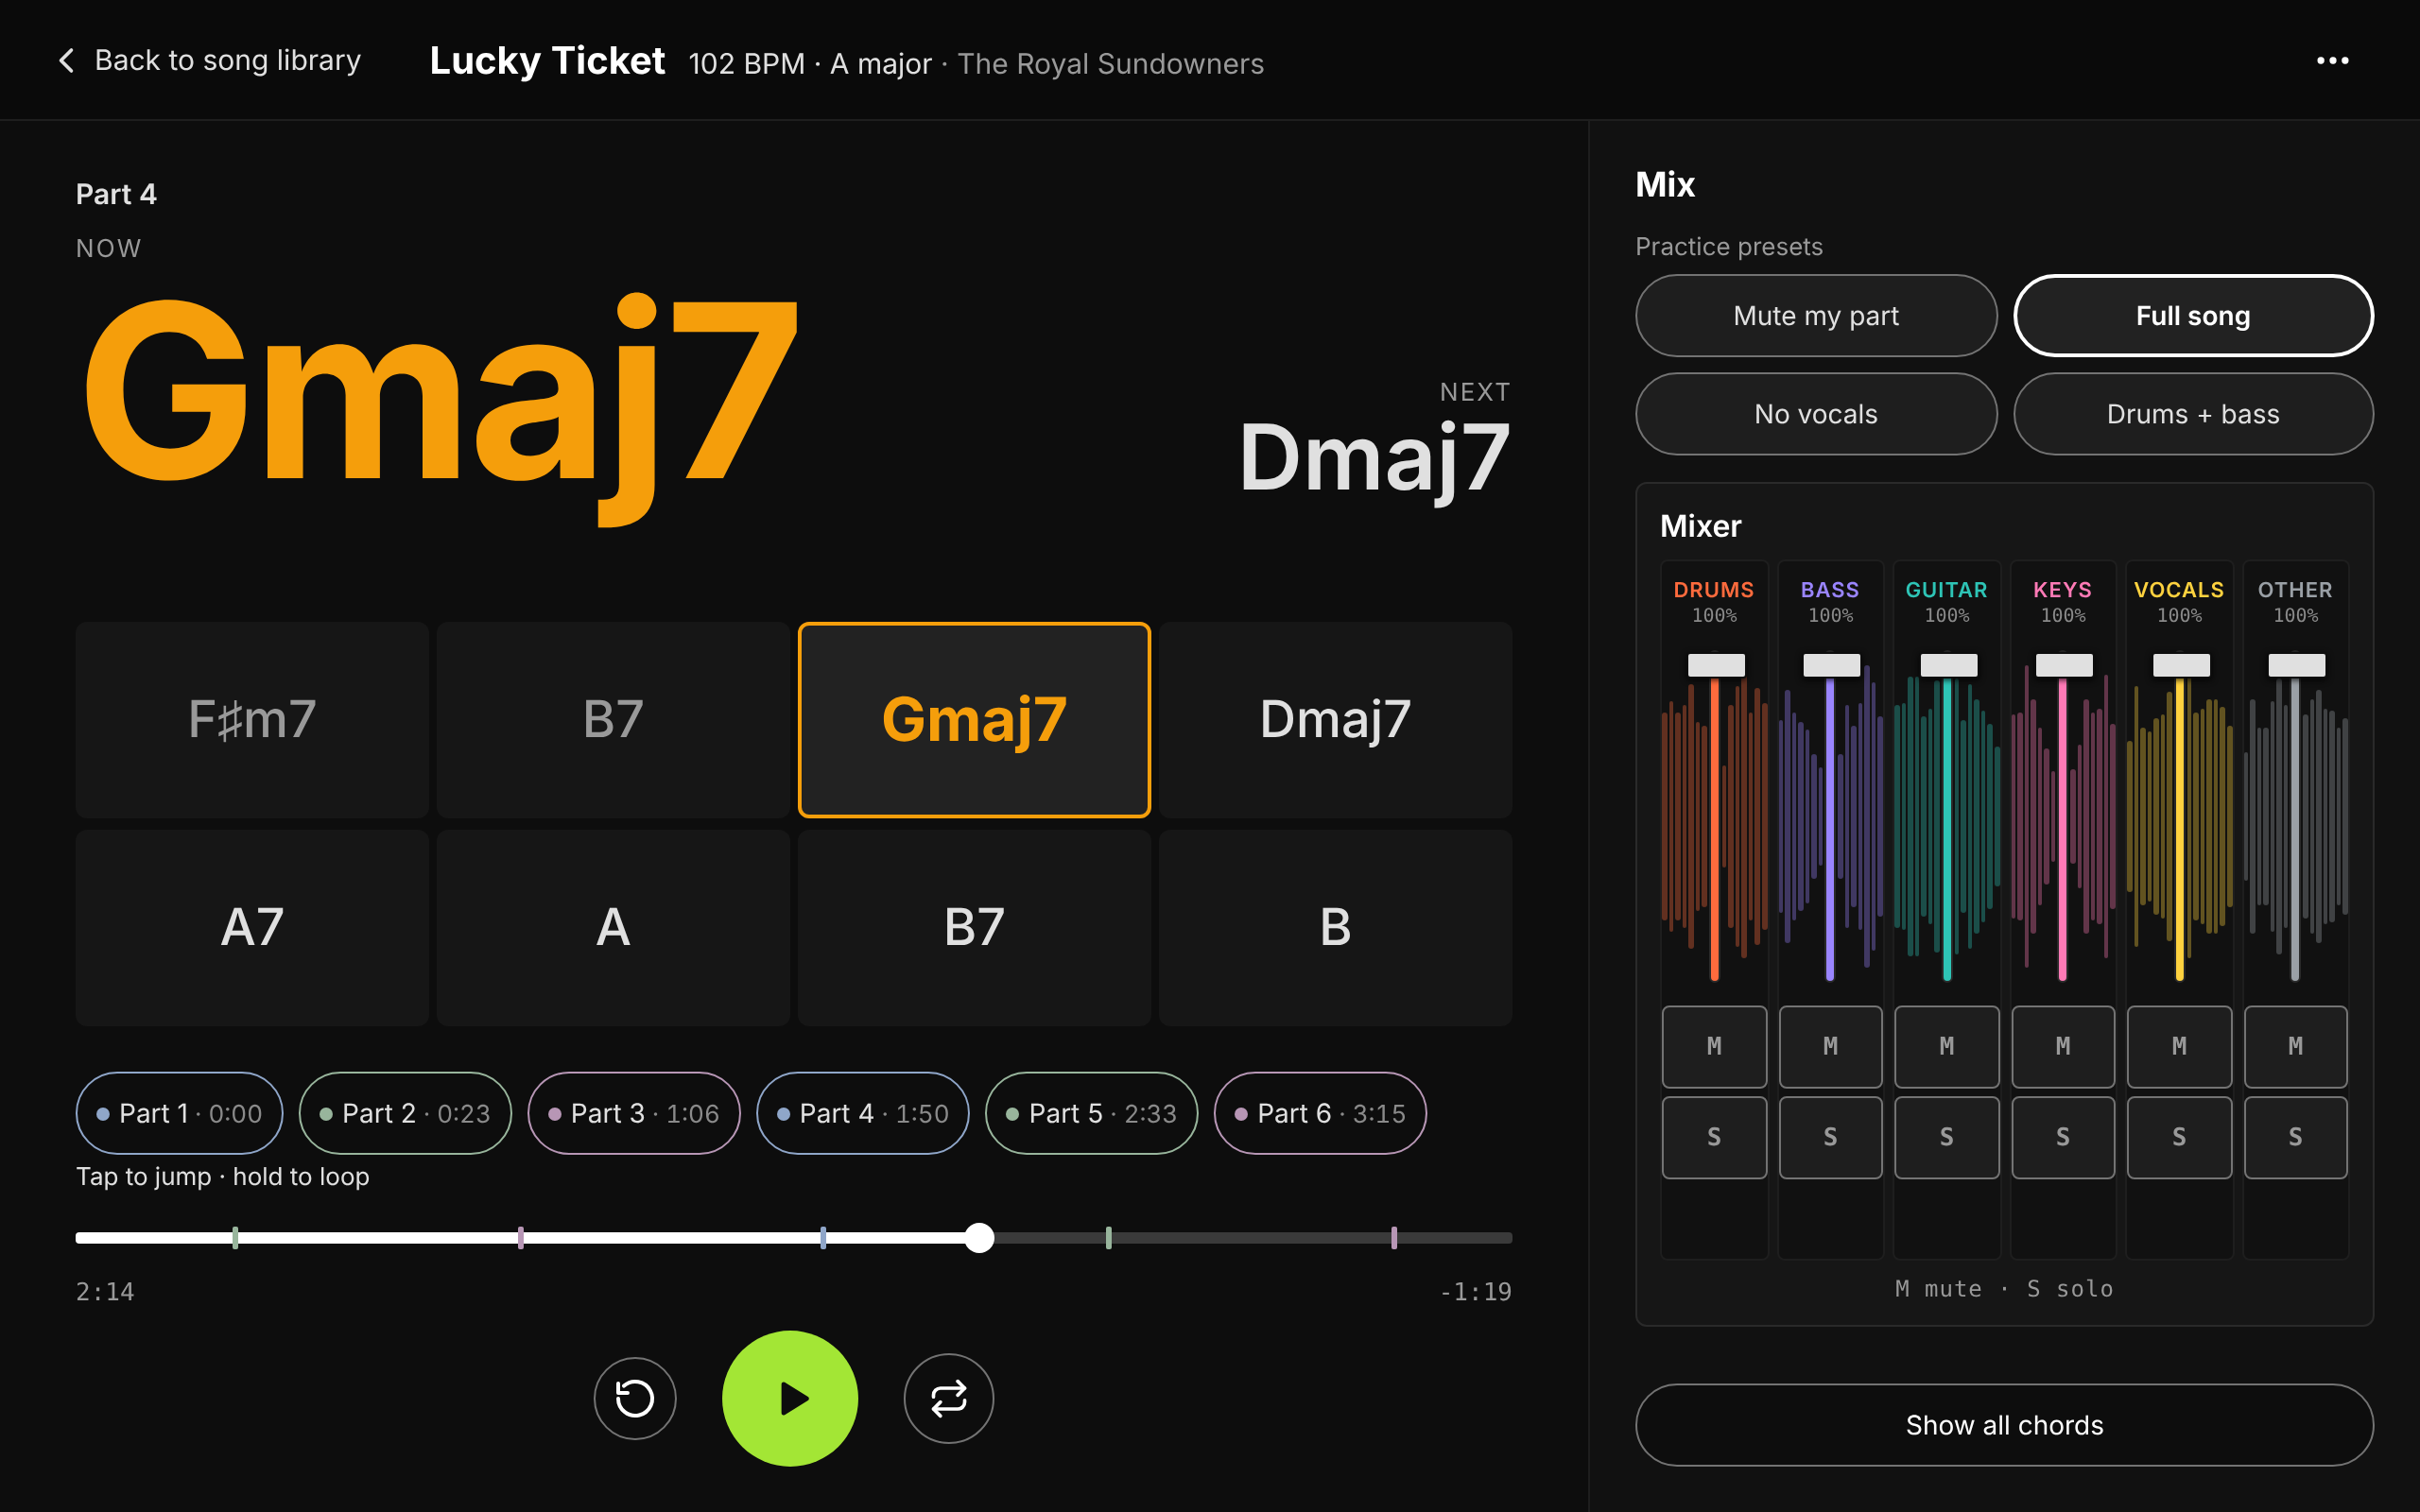 Back to song library
Lucky Ticket 102 BPM · A major · The Royal Sundowners
Part 4
NOW
Gmaj7
NEXT
Dmaj7
F♯m7 B7 Gmaj7 Dmaj7
A7 A B7 B
Part 1 · 0:00 Part 2 · 0:23 Part 3 · 1:06 Part 4 · 1:50 Part 5 · 2:33 Part 6 · 3:15
Tap to jump · hold to loop
2:14 -1:19
Mix
Practice presets
Mute my part Full song
No vocals Drums + bass
Mixer
DRUMS BASS GUITAR KEYS VOCALS OTHER
100% 100% 100% 100% 100% 100%
M M M M M M
S S S S S S
M mute · S solo
Show all chords